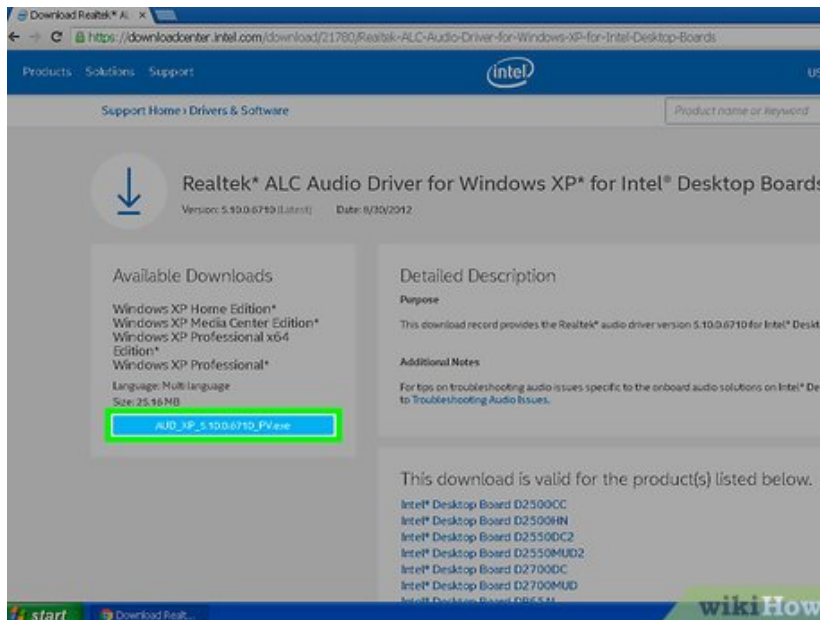 Download Realtek* AL
https://downloadcenter.intel.com/download/21780/Realtek-ALC-Audio-Driver-for-Windows-XP-for-Intel-Desktop-Boards
Products Solutions Support
intel
US
Support Home › Drivers & Software
Product name or keyword
Realtek* ALC Audio Driver for Windows XP* for Intel® Desktop Boards
Version: 5.10.0.6710 (Latest) Date: 8/30/2012
Available Downloads
Windows XP Home Edition*
Windows XP Media Center Edition*
Windows XP Professional x64
Edition*
Windows XP Professional*
Language: Multi language
Size: 25.16 MB
AUD_XP_5.10.0.6710_PV.exe
Detailed Description
Purpose
This download record provides the Realtek* audio driver version 5.10.0.6710 for Intel* Deskt
Additional Notes
For tips on troubleshooting audio issues specific to the onboard audio solutions on Intel* De
to Troubleshooting Audio Issues.
This download is valid for the product(s) listed below.
Intel® Desktop Board D2500CC
Intel® Desktop Board D2500HN
Intel® Desktop Board D2550DC2
Intel® Desktop Board D2550MUD2
Intel® Desktop Board D2700DC
Intel® Desktop Board D2700MUD
Intel® Desktop Board DB65AL
start
Download Realt...
wikiHow